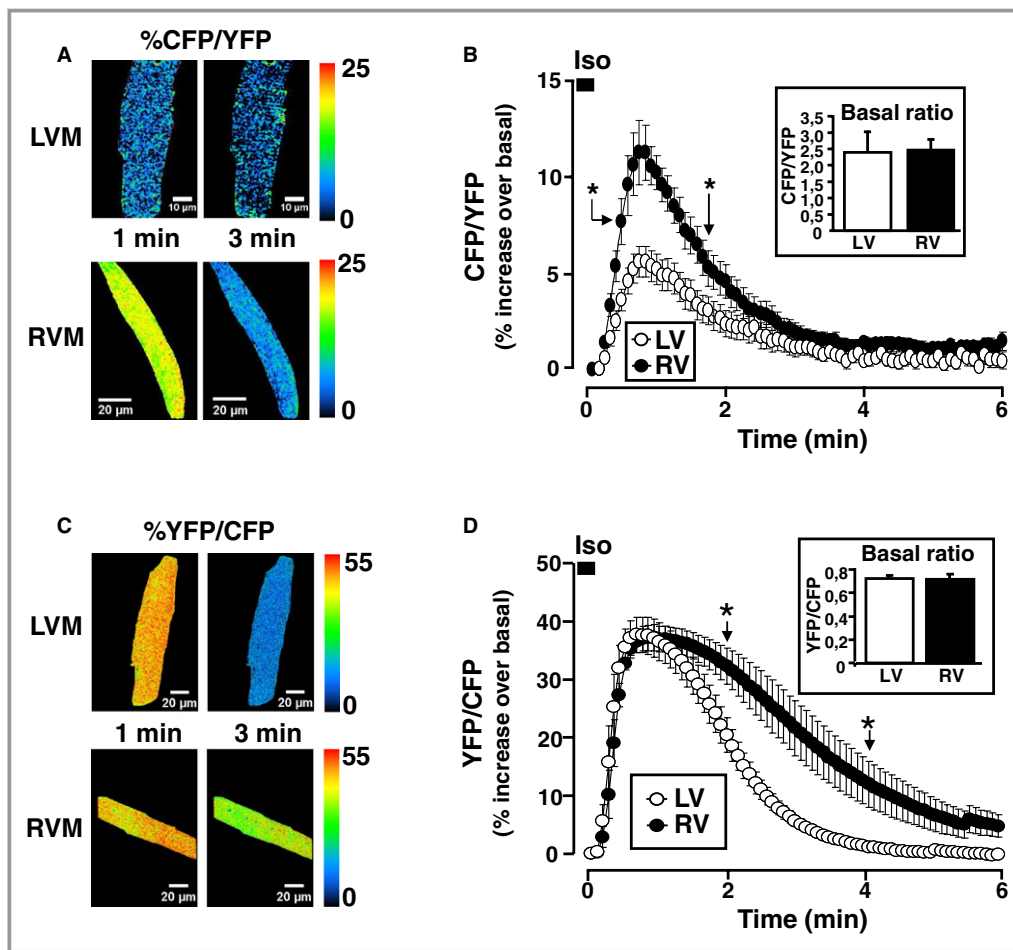 A
%CFP/YFP
LVM
10 µm
10 µm
25
0
1 min
3 min
RVM
20 µm
20 µm
25
0
B
Iso
15
10
5
0
CFP/YFP
(% increase over basal)
*
*
Basal ratio
CFP/YFP
3,5
3,0
2,5
2,0
1,5
1,0
0,5
0
LV
RV
LV
RV
0
2
4
6
Time (min)
C
%YFP/CFP
LVM
20 µm
20 µm
55
0
1 min
3 min
RVM
20 µm
20 µm
55
0
D
Iso
50
40
30
20
10
0
YFP/CFP
(% increase over basal)
*
*
Basal ratio
YFP/CFP
0,8
0,6
0,4
0,2
0
LV
RV
LV
RV
0
2
4
6
Time (min)